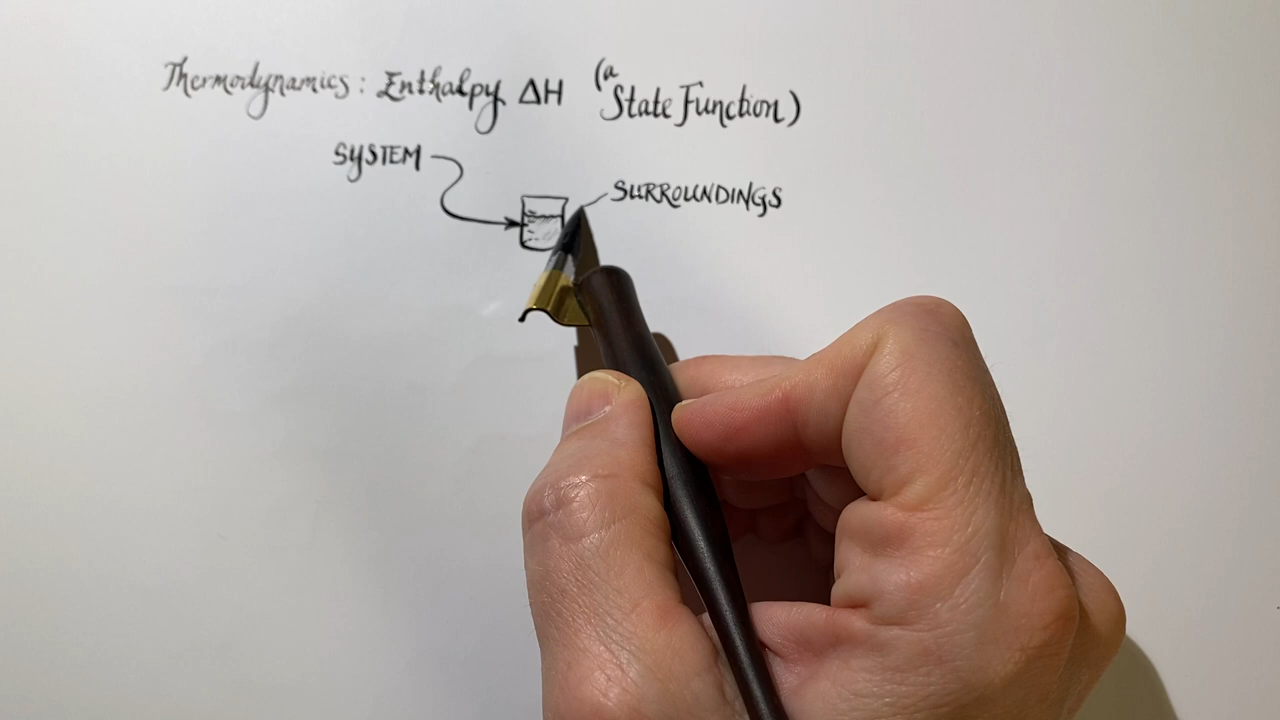 Thermodynamics: Enthalpy ΔH (a State Function)
SYSTEM
SURROUNDINGS